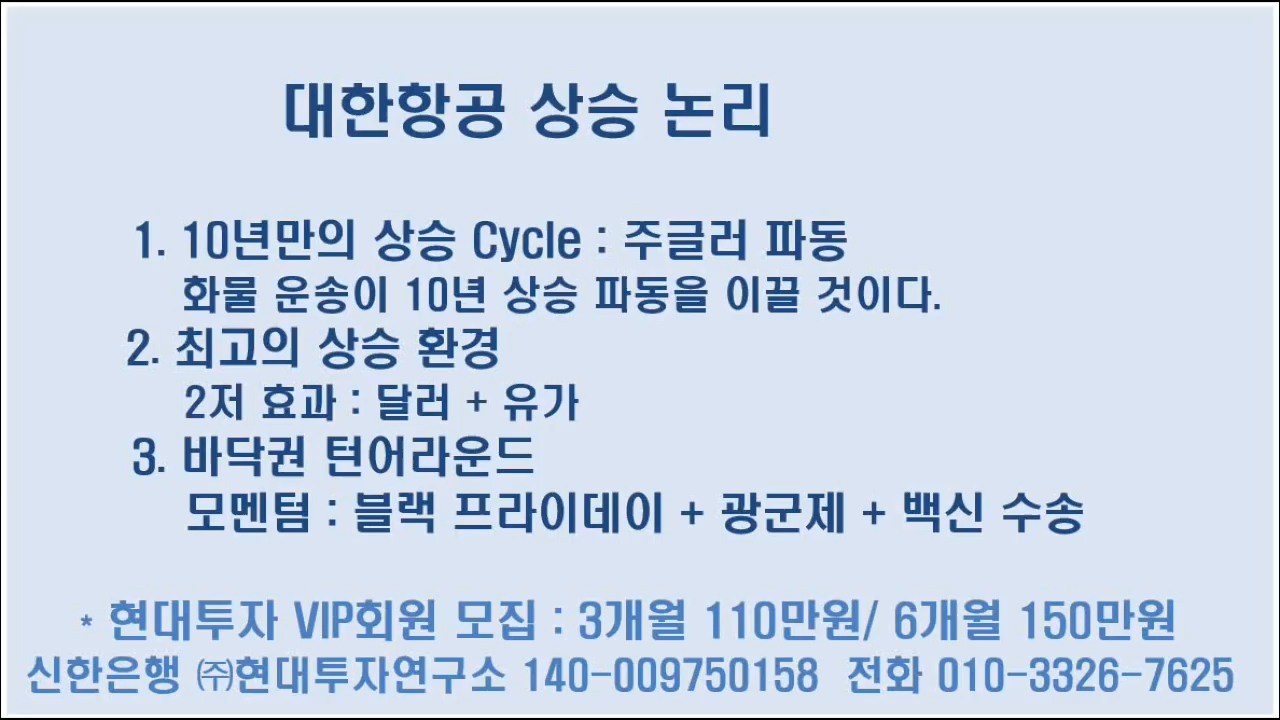 대한항공 상승 논리
1. 10년만의 상승 Cycle : 주글러 파동
화물 운송이 10년 상승 파동을 이끌 것이다.
2. 최고의 상승 환경
2저 효과 : 달러 + 유가
3. 바닥권 턴어라운드
모멘텀 : 블랙 프라이데이 + 광군제 + 백신 수송
* 현대투자 VIP회원 모집 : 3개월 110만원/ 6개월 150만원
신한은행 ㈜현대투자연구소 140-009750158 전화 010-3326-7625